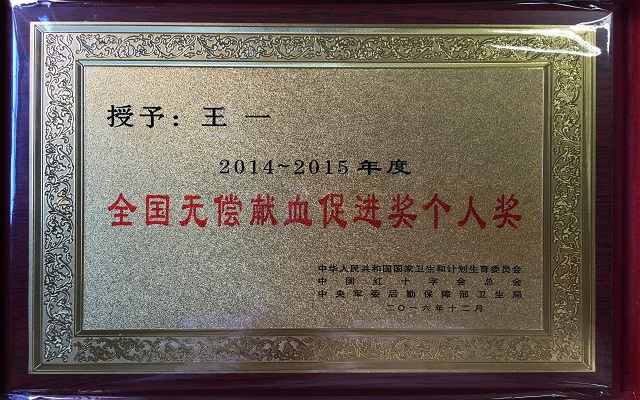 授予：王 一
2014~2015年度
全国无偿献血促进奖个人奖
中华人民共和国国家卫生和计划生育委员会
中国红十字会总会
中央军委后勤保障部卫生局
二〇一六年十二月